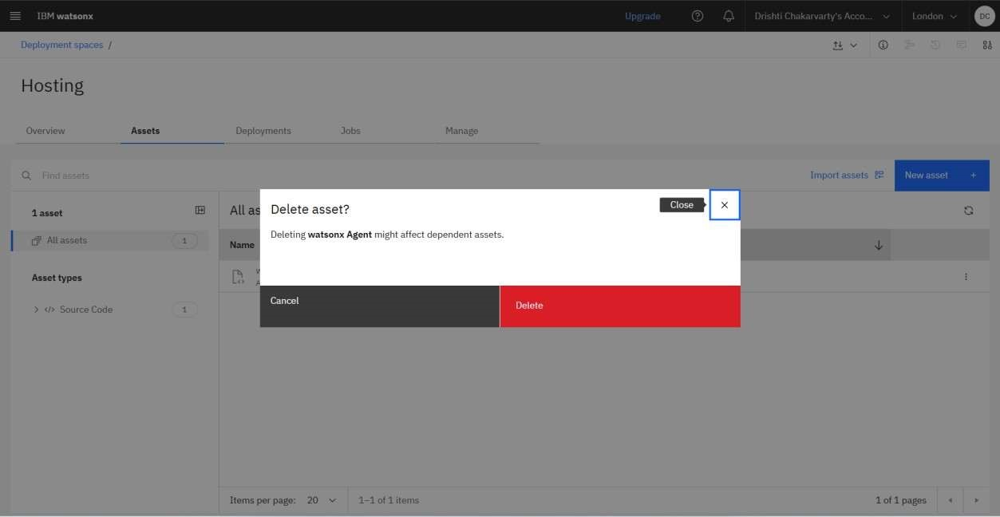 IBM watsonx
Upgrade
Drishti Chakarvarty's Acco...
London
DC
Deployment spaces /
Hosting
Overview
Assets
Deployments
Jobs
Manage
Find assets
Import assets
New asset +
1 asset
All assets
1
Asset types
Source Code
1
All as
Name
Delete asset?
Close
Deleting watsonx Agent might affect dependent assets.
Cancel
Delete
Items per page: 20
1–1 of 1 items
1 of 1 pages